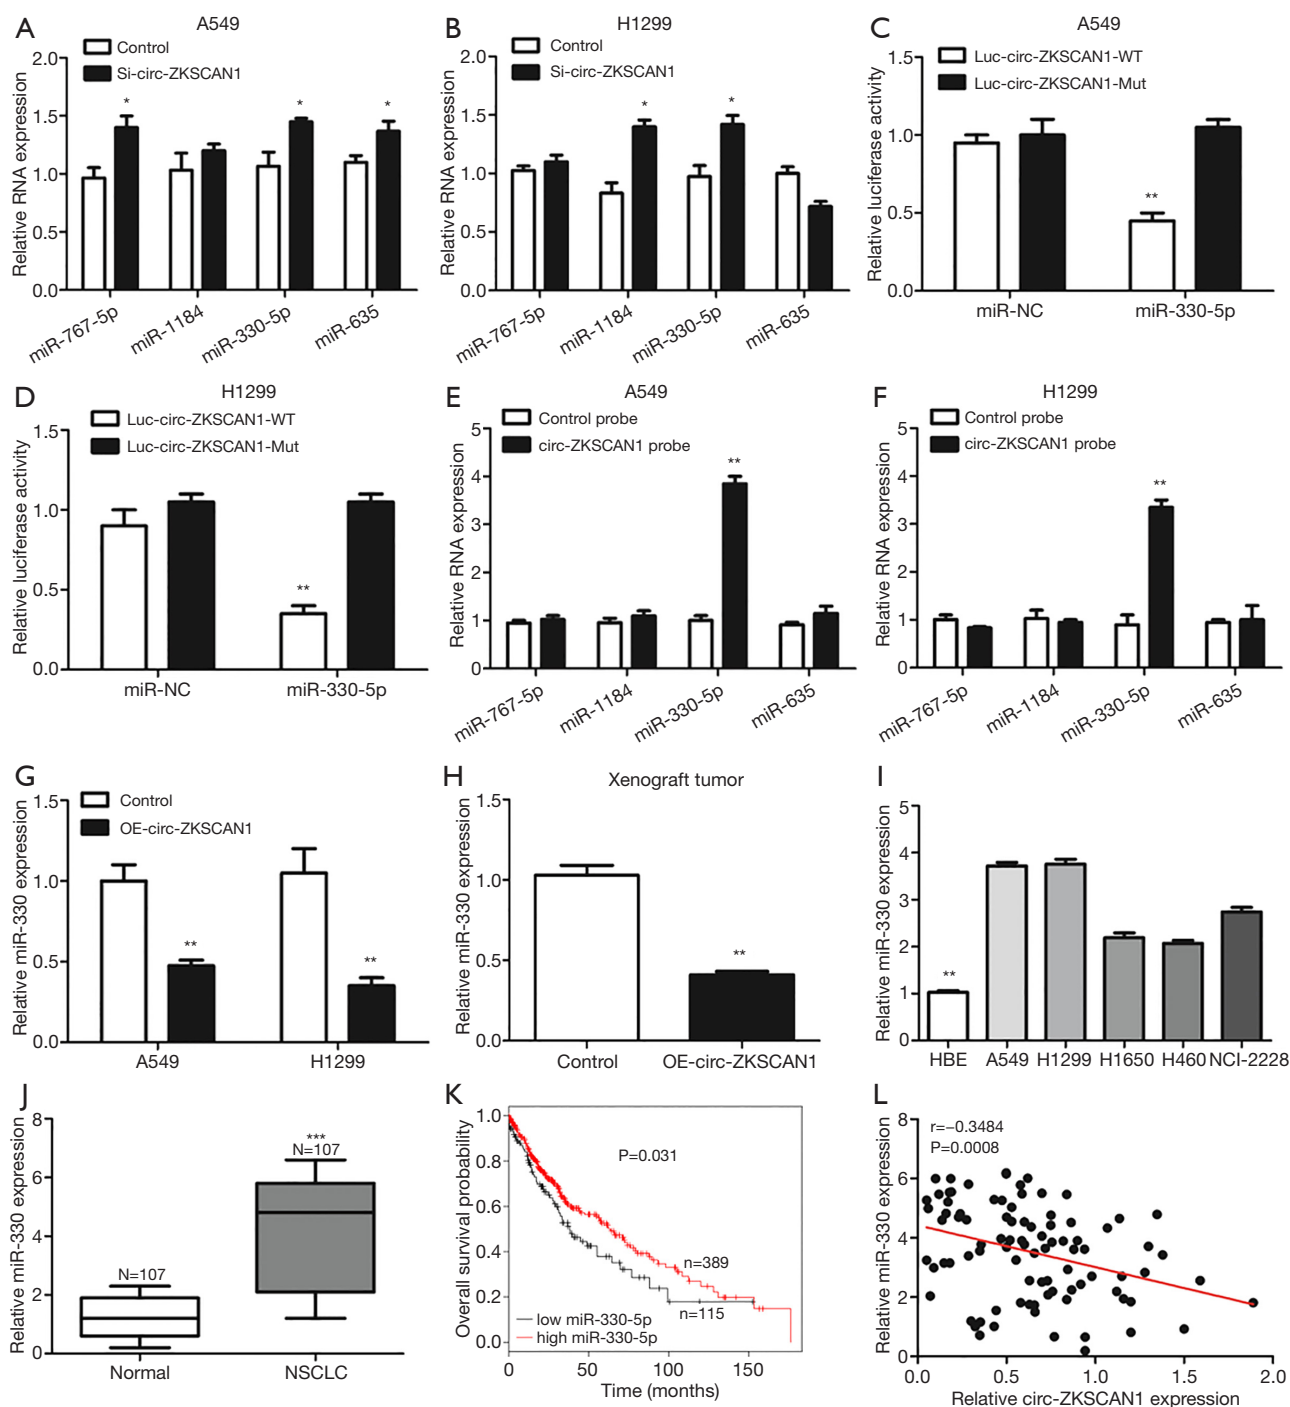 A
A549
Control
Si-circ-ZKSCAN1
Relative RNA expression
2.0
1.5
1.0
0.5
0.0
*
*
*
miR-767-5p
miR-1184
miR-330-5p
miR-635
B
H1299
Control
Si-circ-ZKSCAN1
Relative RNA expression
2.0
1.5
1.0
0.5
0.0
*
*
miR-767-5p
miR-1184
miR-330-5p
miR-635
C
A549
Luc-circ-ZKSCAN1-WT
Luc-circ-ZKSCAN1-Mut
Relative luciferase activity
1.5
1.0
0.5
0.0
**
miR-NC
miR-330-5p
D
H1299
Luc-circ-ZKSCAN1-WT
Luc-circ-ZKSCAN1-Mut
Relative luciferase activity
1.5
1.0
0.5
0.0
**
miR-NC
miR-330-5p
E
A549
Control probe
circ-ZKSCAN1 probe
Relative RNA expression
5
4
3
2
1
0
**
miR-767-5p
miR-1184
miR-330-5p
miR-635
F
H1299
Control probe
circ-ZKSCAN1 probe
Relative RNA expression
5
4
3
2
1
0
**
miR-767-5p
miR-1184
miR-330-5p
miR-635
G
Control
OE-circ-ZKSCAN1
Relative miR-330 expression
1.5
1.0
0.5
0.0
**
**
A549
H1299
H
Xenograft tumor
Relative miR-330 expression
1.5
1.0
0.5
0.0
**
Control
OE-circ-ZKSCAN1
I
Relative miR-330 expression
5
4
3
2
1
0
**
HBE
A549
H1299
H1650
H460
NCI-2228
J
Relative miR-330 expression
8
6
4
2
0
N=107
***
N=107
Normal
NSCLC
K
Overall survival probability
1.0
0.8
0.6
0.4
0.2
0.0
P=0.031
n=389
n=115
low miR-330-5p
high miR-330-5p
0
50
100
150
Time (months)
L
Relative miR-330 expression
8
6
4
2
0
r=−0.3484
P=0.0008
0.0
0.5
1.0
1.5
2.0
Relative circ-ZKSCAN1 expression